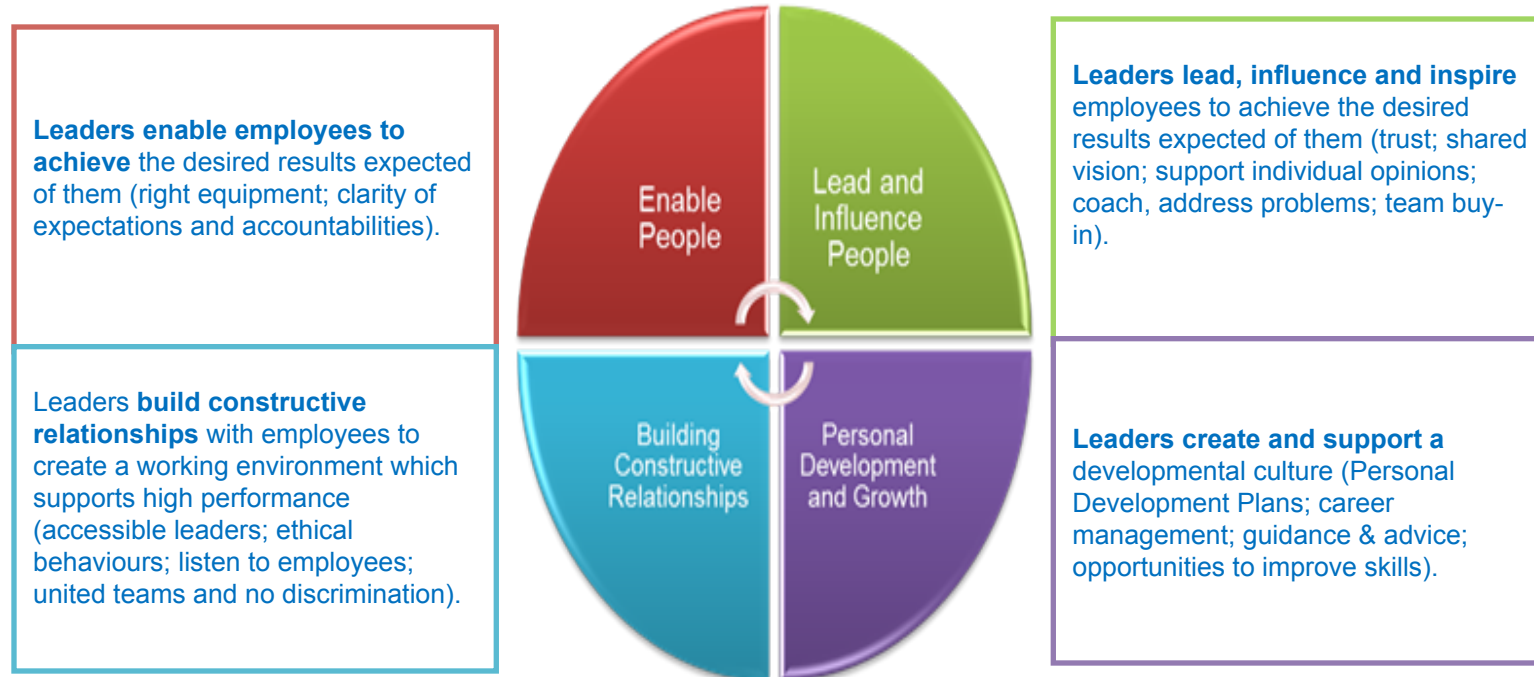 Leaders enable employees to
achieve the desired results expected
of them (right equipment; clarity of
expectations and accountabilities).
Enable
People
Lead and
Influence
People
Leaders lead, influence and inspire
employees to achieve the desired
results expected of them (trust; shared
vision; support individual opinions;
coach, address problems; team buy-
in).
Leaders build constructive
relationships with employees to
create a working environment which
supports high performance
(accessible leaders; ethical
behaviours; listen to employees;
united teams and no discrimination).
Building
Constructive
Relationships
Personal
Development
and Growth
Leaders create and support a
developmental culture (Personal
Development Plans; career
management; guidance & advice;
opportunities to improve skills).